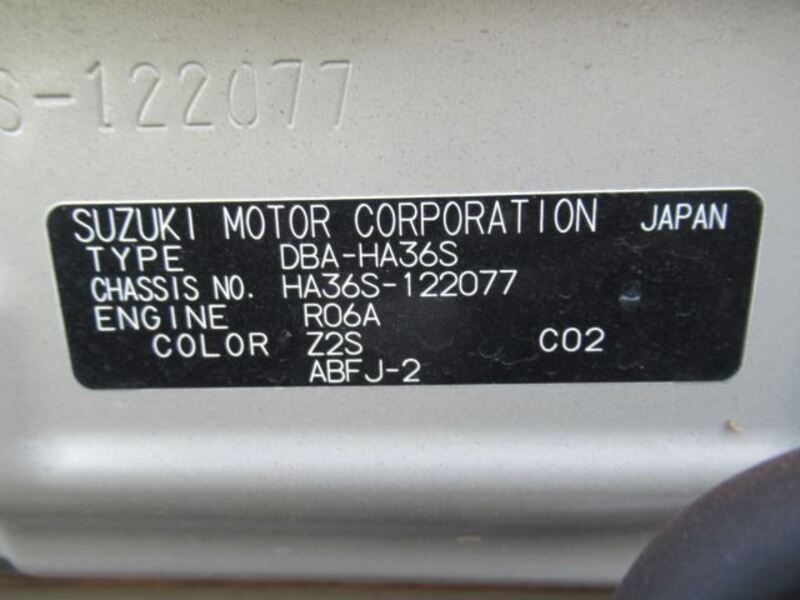 S-122077
SUZUKI MOTOR CORPORATION JAPAN
TYPE DBA-HA36S
CHASSIS NO. HA36S-122077
ENGINE R06A
COLOR Z2S C02
ABFJ-2